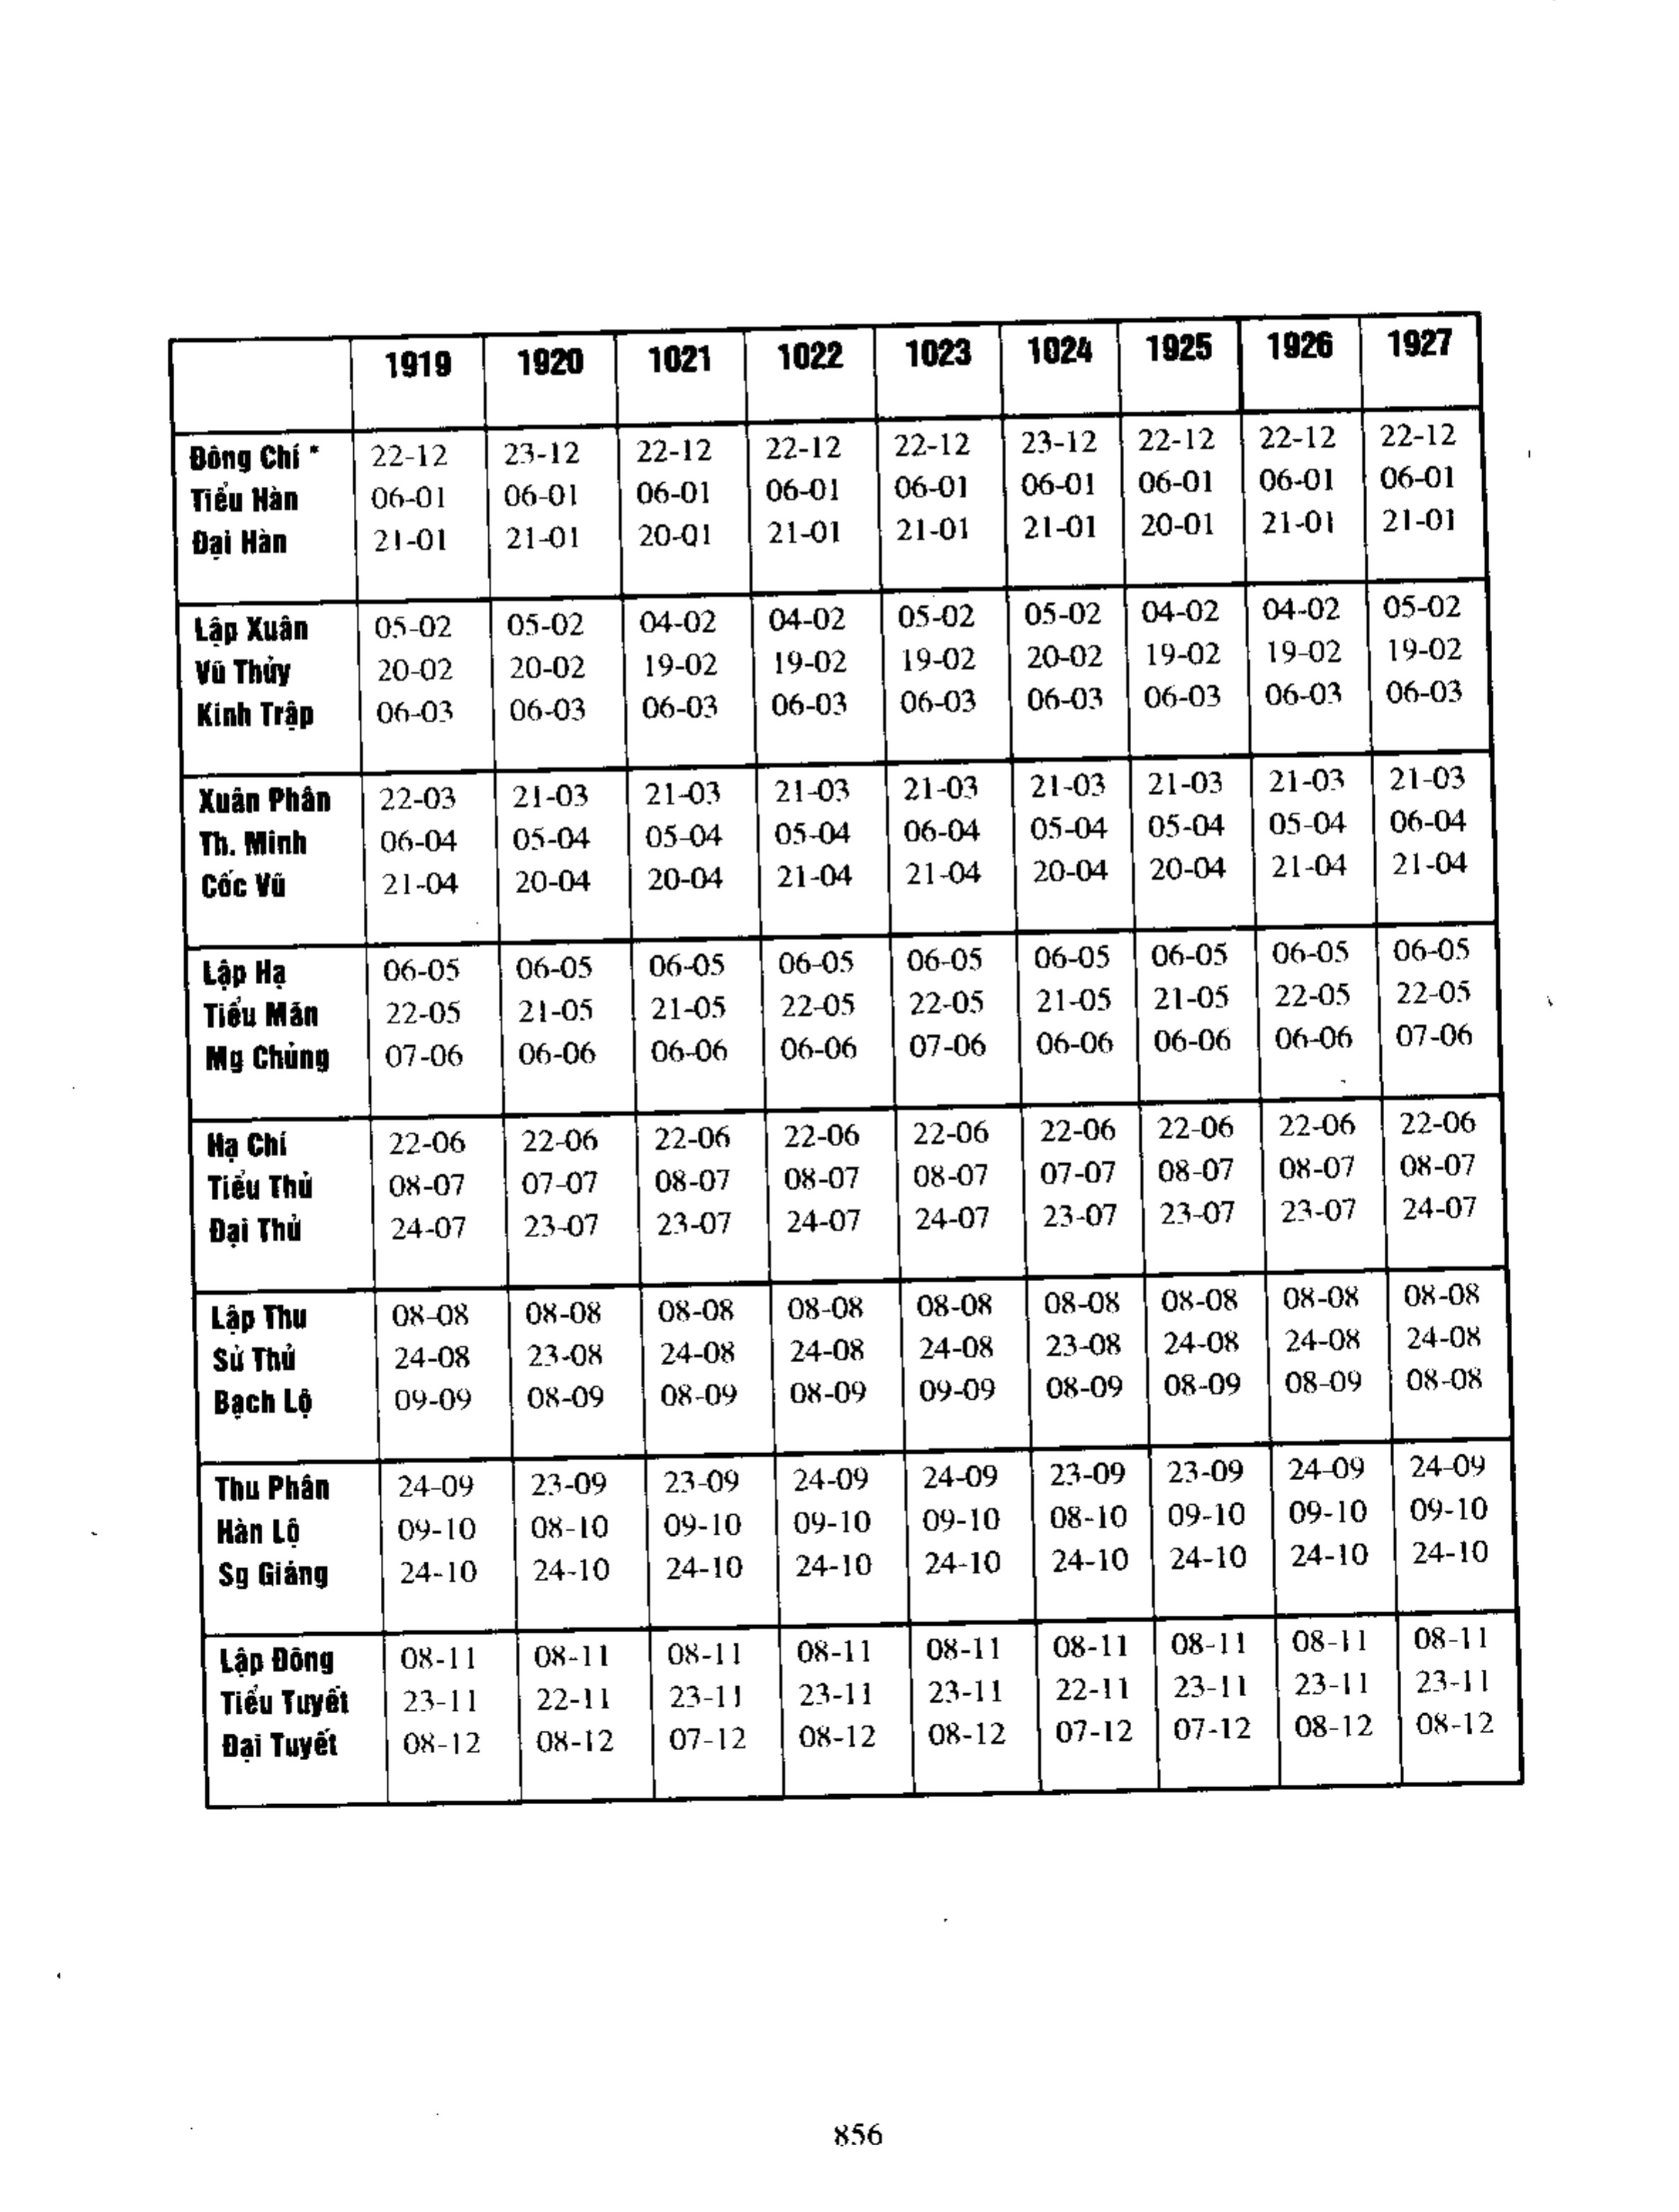 1919 1920 1021 1022 1023 1024 1925 1926 1927
Đông Chí * 22-12 23-12 22-12 22-12 22-12 23-12 22-12 22-12 22-12
Tiểu Hàn 06-01 06-01 06-01 06-01 06-01 06-01 06-01 06-01 06-01
Đại Hàn 21-01 21-01 20-01 21-01 21-01 21-01 20-01 21-01 21-01
Lập Xuân 05-02 05-02 04-02 04-02 05-02 05-02 04-02 04-02 05-02
Vũ Thủy 20-02 20-02 19-02 19-02 19-02 20-02 19-02 19-02 19-02
Kinh Trập 06-03 06-03 06-03 06-03 06-03 06-03 06-03 06-03 06-03
Xuân Phân 22-03 21-03 21-03 21-03 21-03 21-03 21-03 21-03 21-03
Th. Minh 06-04 05-04 05-04 05-04 06-04 05-04 05-04 05-04 06-04
Cốc Vũ 21-04 20-04 20-04 21-04 21-04 20-04 20-04 21-04 21-04
Lập Hạ 06-05 06-05 06-05 06-05 06-05 06-05 06-05 06-05 06-05
Tiểu Mãn 22-05 21-05 21-05 22-05 22-05 21-05 21-05 22-05 22-05
Mg Chủng 07-06 06-06 06-06 06-06 07-06 06-06 06-06 06-06 07-06
Hạ Chí 22-06 22-06 22-06 22-06 22-06 22-06 22-06 22-06 22-06
Tiểu Thử 08-07 07-07 08-07 08-07 08-07 07-07 08-07 08-07 08-07
Đại Thử 24-07 23-07 23-07 24-07 24-07 23-07 23-07 23-07 24-07
Lập Thu 08-08 08-08 08-08 08-08 08-08 08-08 08-08 08-08 08-08
Sử Thử 24-08 23-08 24-08 24-08 24-08 23-08 24-08 24-08 24-08
Bạch Lộ 09-09 08-09 08-09 08-09 09-09 08-09 08-09 08-09 08-08
Thu Phân 24-09 23-09 23-09 24-09 24-09 23-09 23-09 24-09 24-09
Hàn Lộ 09-10 08-10 09-10 09-10 09-10 08-10 09-10 09-10 09-10
Sg Giáng 24-10 24-10 24-10 24-10 24-10 24-10 24-10 24-10 24-10
Lập Đông 08-11 08-11 08-11 08-11 08-11 08-11 08-11 08-11 08-11
Tiểu Tuyết 23-11 22-11 23-11 23-11 23-11 22-11 23-11 23-11 23-11
Đại Tuyết 08-12 08-12 07-12 08-12 08-12 07-12 07-12 08-12 08-12
856